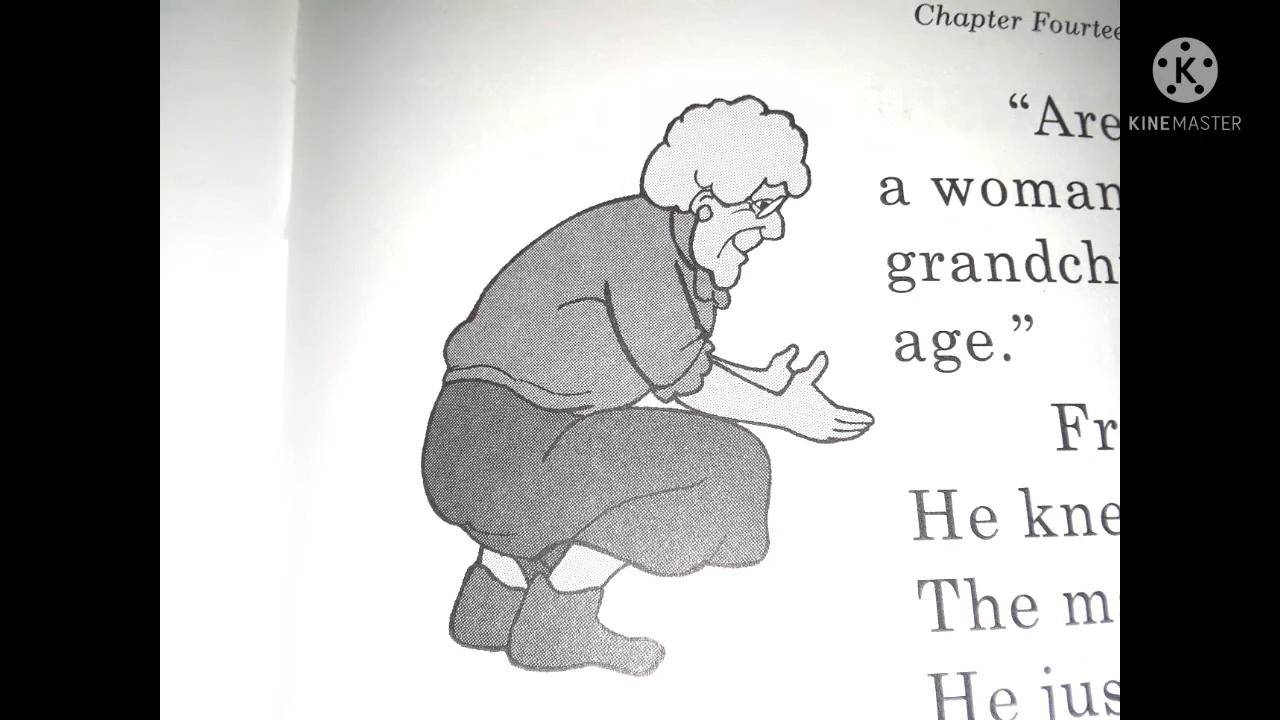 Chapter Fourtee
“Are
a woman
grandch
age.”
Fr
He kne
The m
He jus
K
KINEMASTER